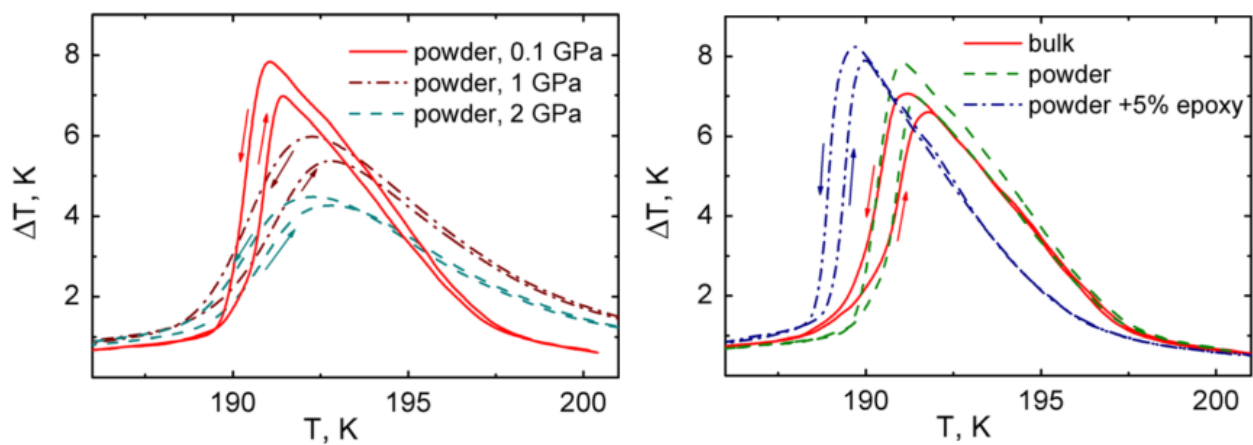 8
6
4
2
ΔT, K
powder, 0.1 GPa
powder, 1 GPa
powder, 2 GPa
190
195
200
T, K
8
6
4
2
ΔT, K
bulk
powder
powder +5% epoxy
190
195
200
T, K